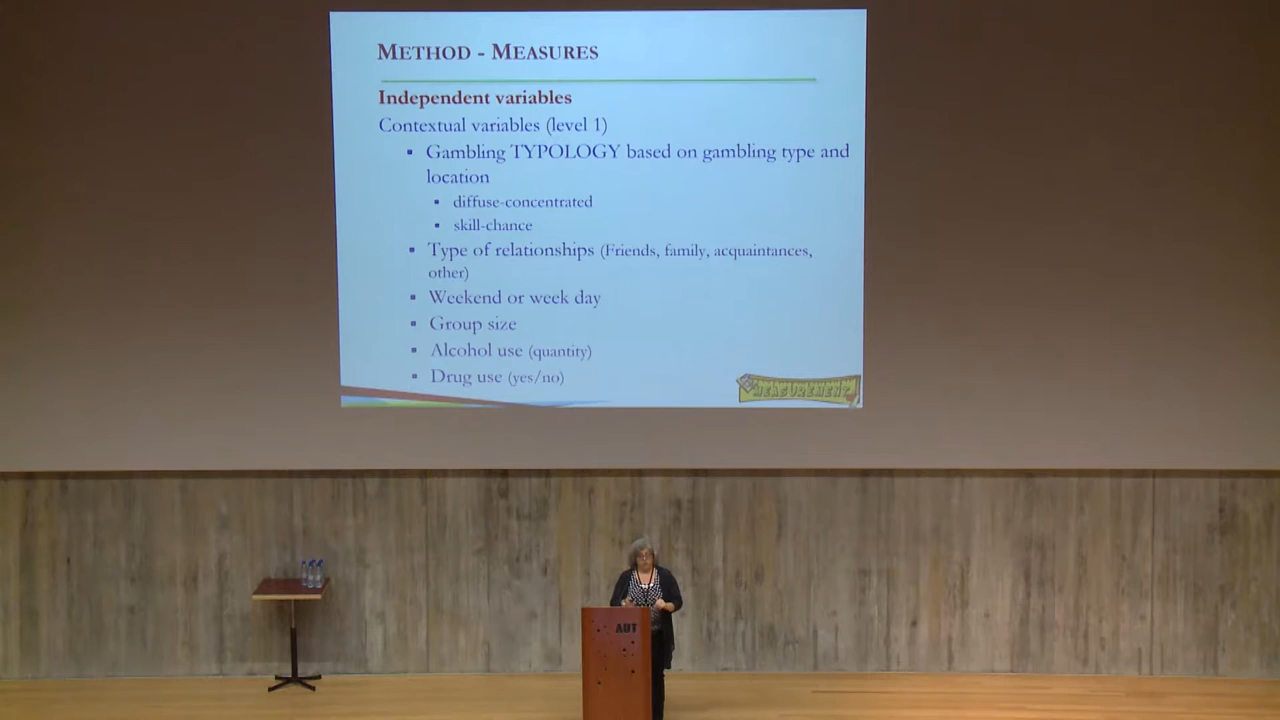 METHOD - MEASURES
Independent variables
Contextual variables (level 1)
▪ Gambling TYPOLOGY based on gambling type and
location
▪ diffuse-concentrated
▪ skill-chance
▪ Type of relationships (Friends, family, acquaintances,
other)
▪ Weekend or week day
▪ Group size
▪ Alcohol use (quantity)
▪ Drug use (yes/no)
MEASUREMENT
AUT